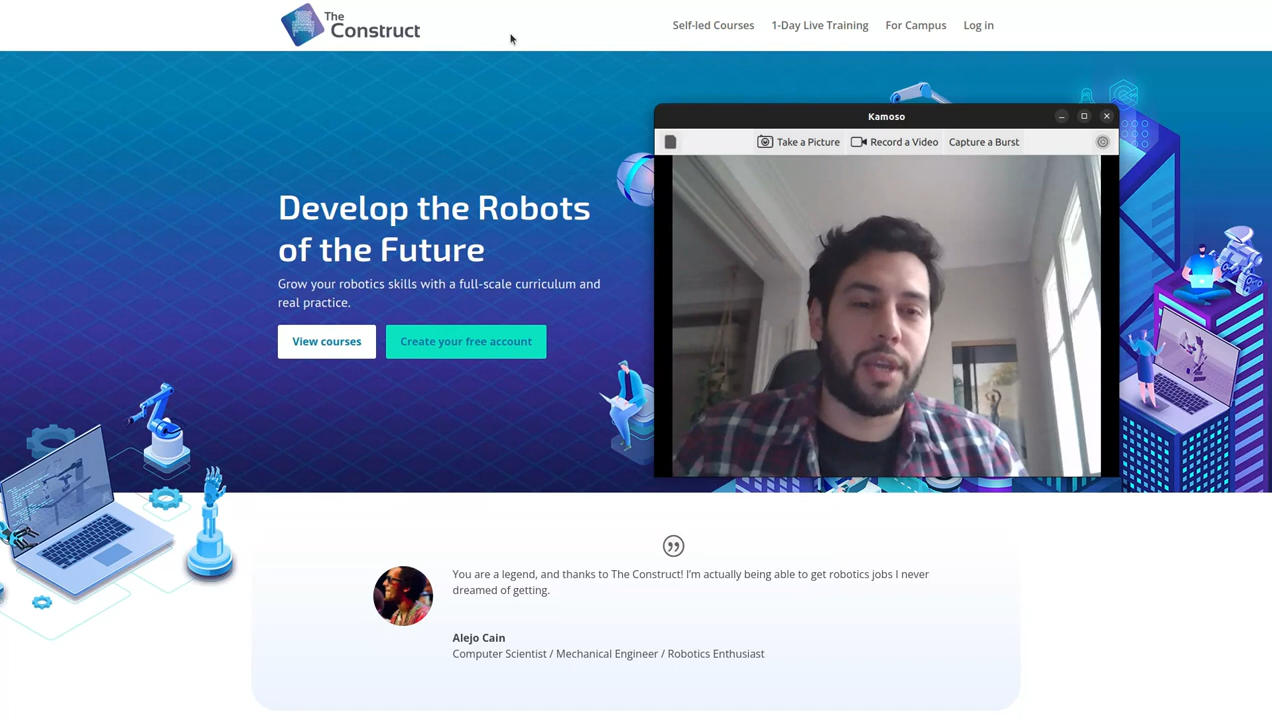 The
Construct
Self-led Courses
1-Day Live Training
For Campus
Log in
Kamoso
Take a Picture
Record a Video
Capture a Burst
Develop the Robots
of the Future
Grow your robotics skills with a full-scale curriculum and
real practice.
View courses
Create your free account
You are a legend, and thanks to The Construct! I'm actually being able to get robotics jobs I never
dreamed of getting.
Alejo Cain
Computer Scientist / Mechanical Engineer / Robotics Enthusiast